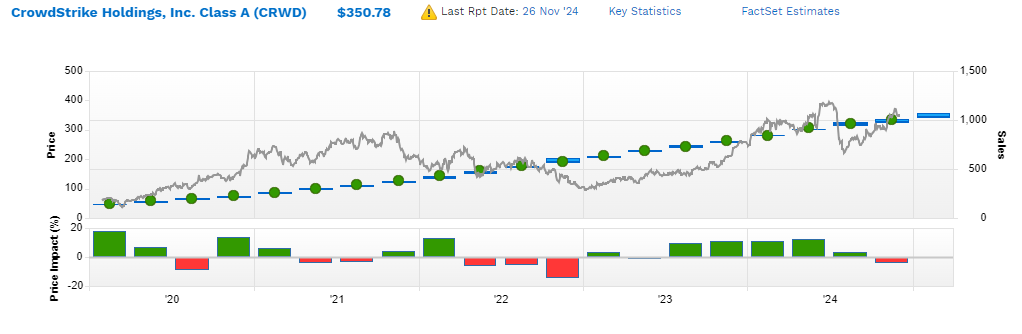 CrowdStrike Holdings, Inc. Class A (CRWD) $350.78 Last Rpt Date: 26 Nov '24 Key Statistics FactSet Estimates
500 1,500
400
300 1,000
200
500
100
0 0
Price
Sales
20
0
-20
Price Impact (%)
'20 '21 '22 '23 '24